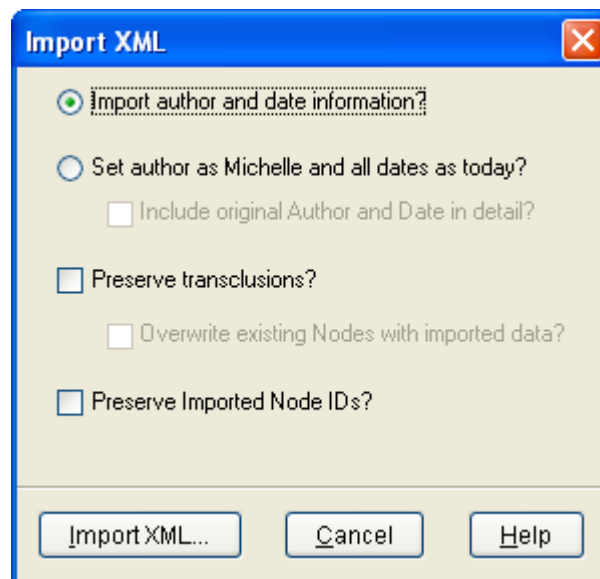 Import XML
Import author and date information?
Set author as Michelle and all dates as today?
Include original Author and Date in detail?
Preserve transclusions?
Overwrite existing Nodes with imported data?
Preserve Imported Node IDs?
Import XML... Cancel Help